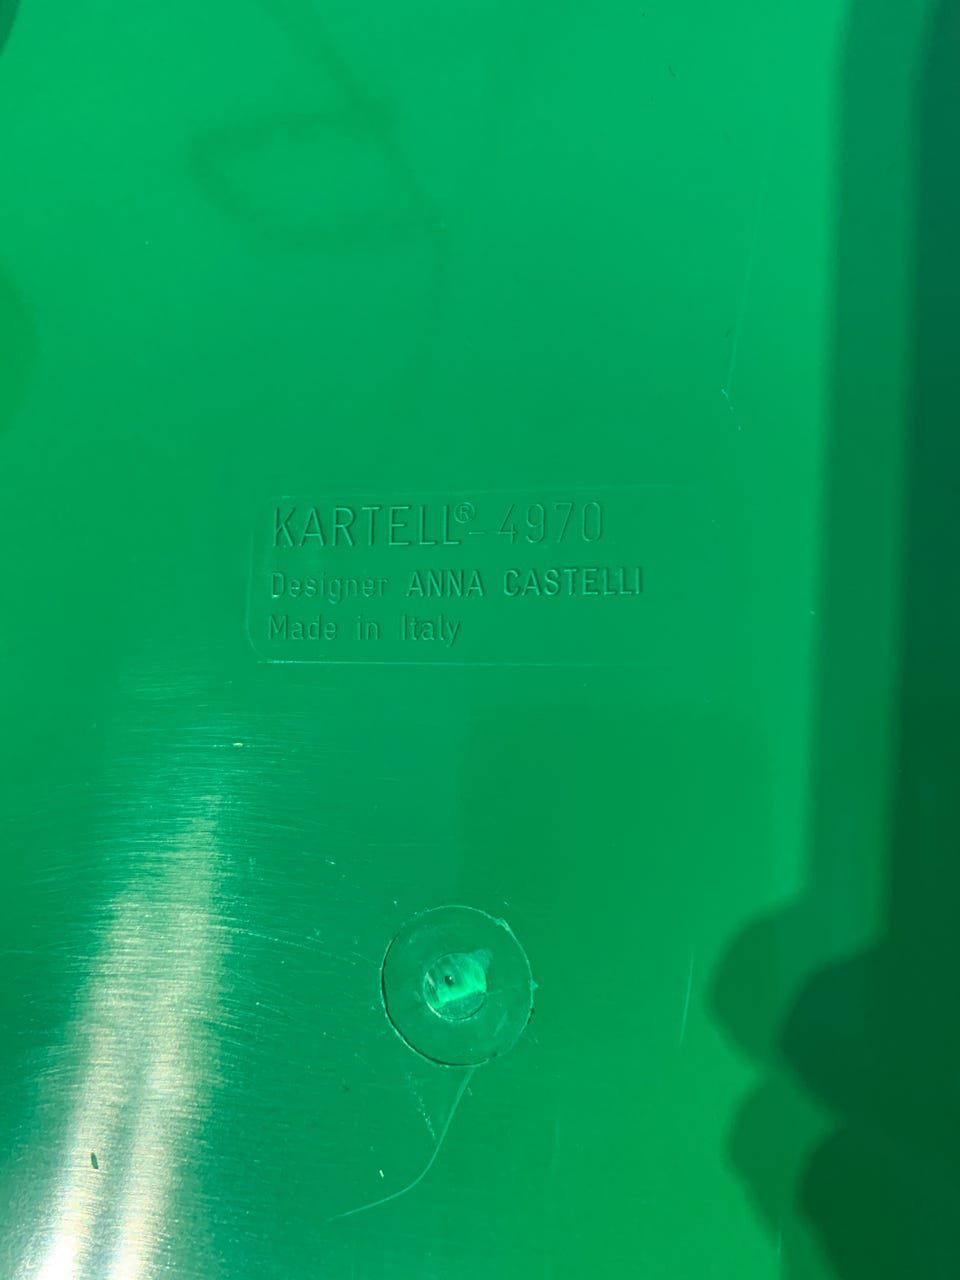 KARTELL®-4970
Designer ANNA CASTELLI
Made in Italy